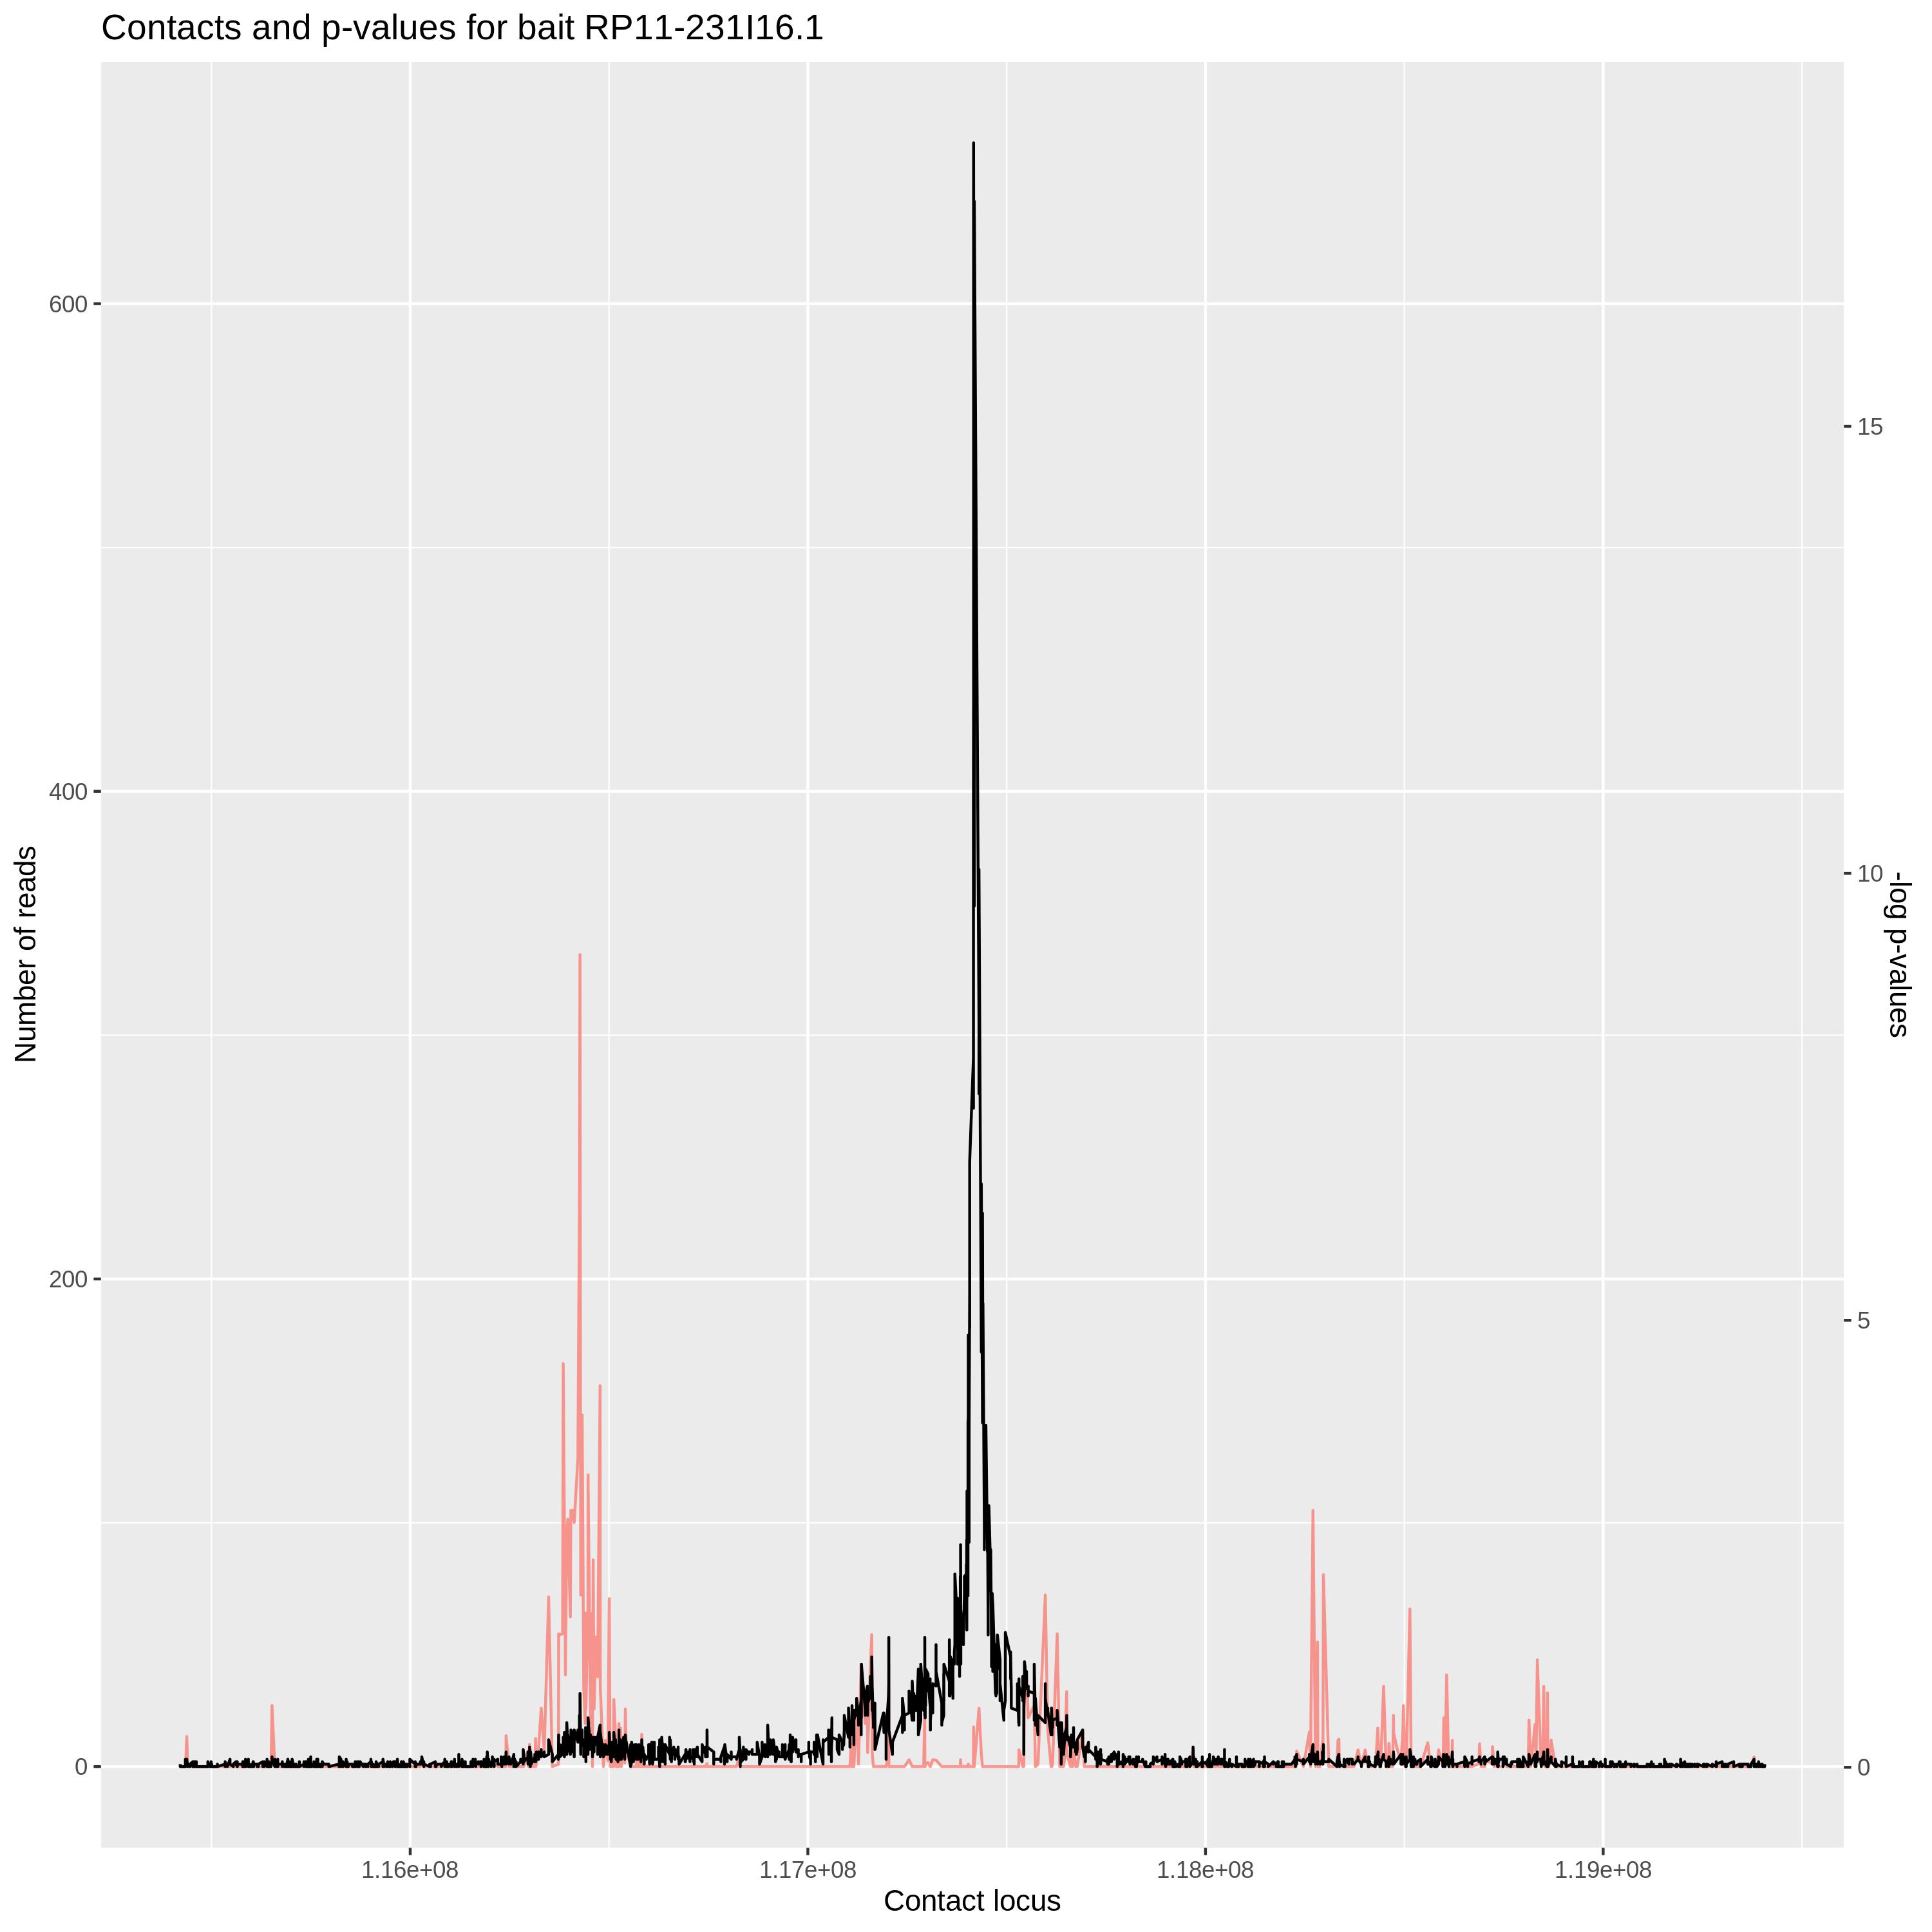 Contacts and p-values for bait RP11-231I16.1
600
400
200
0
Number of reads
15
10
5
0
-log p-values
1.16e+08
1.17e+08
1.18e+08
1.19e+08
Contact locus